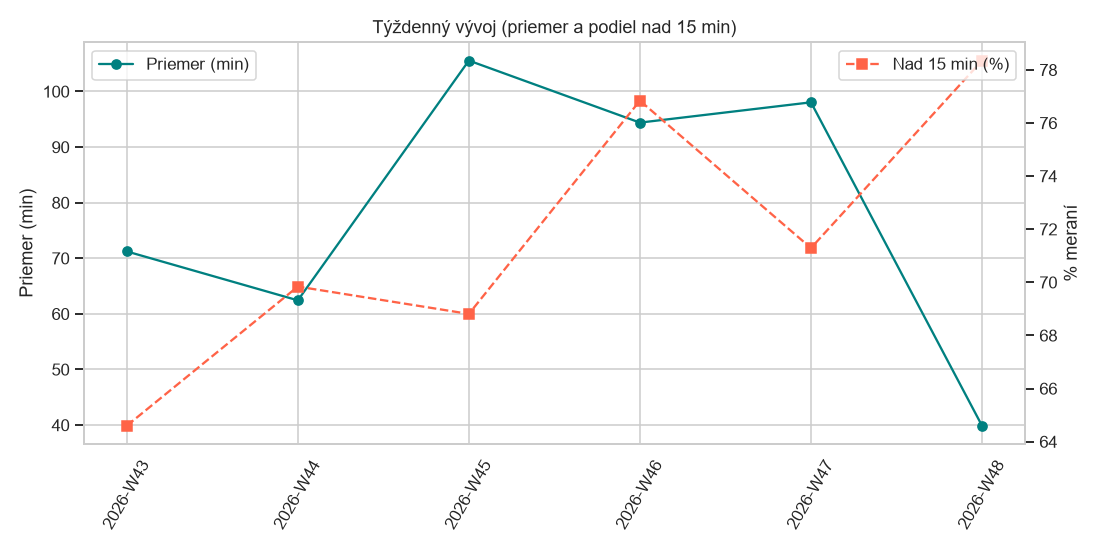 Týždenný vývoj (priemer a podiel nad 15 min)
Priemer (min)
Nad 15 min (%)
Priemer (min)
100
90
80
70
60
50
40
% meraní
78
76
74
72
70
68
66
64
2026-W43
2026-W44
2026-W45
2026-W46
2026-W47
2026-W48